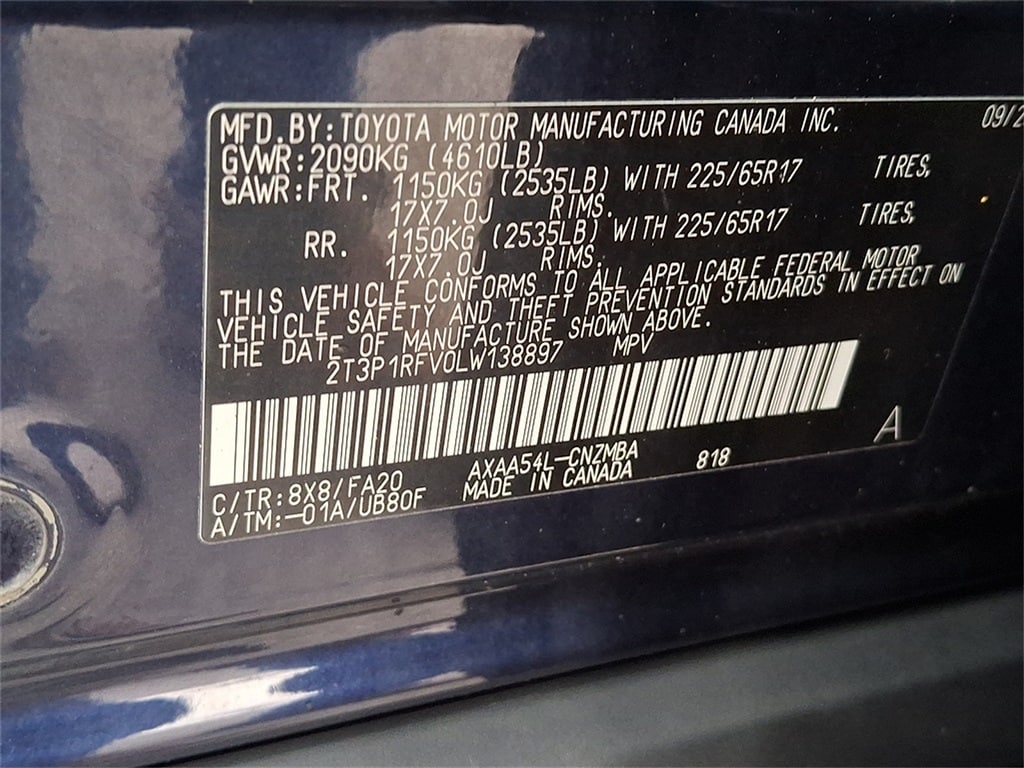 MFD.BY:TOYOTA MOTOR MANUFACTURING CANADA INC. 09/2
GVWR:2090KG (4610LB)
GAWR:FRT. 1150KG (2535LB) WITH 225/65R17 TIRES,
17X7.0J RIMS.
RR. 1150KG (2535LB) WITH 225/65R17 TIRES,
17X7.0J RIMS.
THIS VEHICLE CONFORMS TO ALL APPLICABLE FEDERAL MOTOR
VEHICLE SAFETY AND THEFT PREVENTION STANDARDS IN EFFECT ON
THE DATE OF MANUFACTURE SHOWN ABOVE.
2T3P1RFV0LW138897 MPV
A
C/TR:8X8/FA20 AXAA54L-CNZMBA 818
A/TM:-01A/UB80F MADE IN CANADA